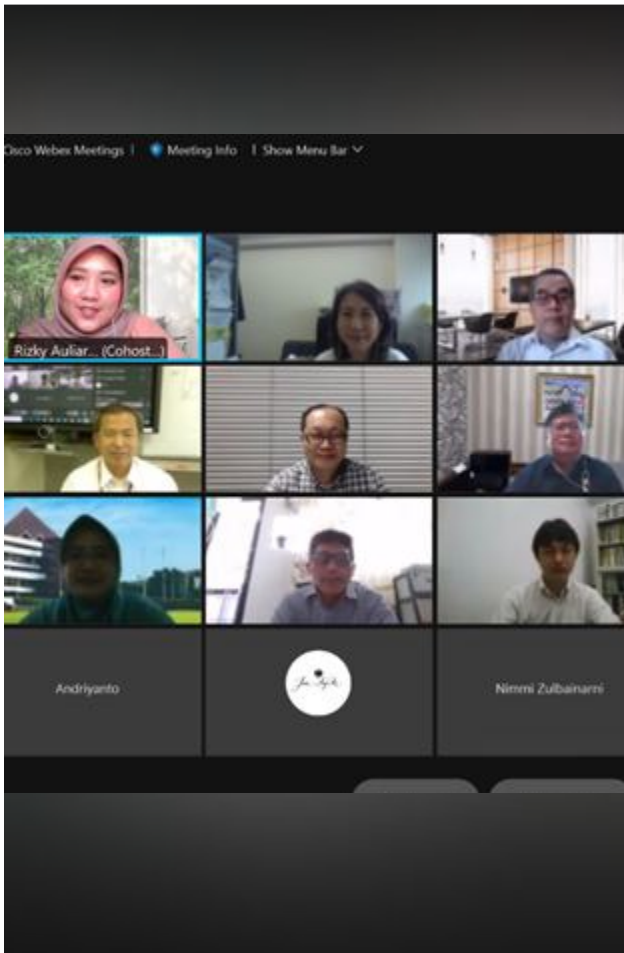 Cisco Webex Meetings | Meeting Info | Show Menu Bar
Rizky Auliar... (Cohost...)
Andriyanto
Nimmi Zulbainarni